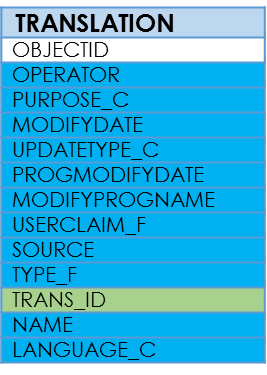 TRANSLATION
OBJECTID
OPERATOR
PURPOSE_C
MODIFYDATE
UPDATETYPE_C
PROGMODIFYDATE
MODIFYPROGNAME
USERCLAIM_F
SOURCE
TYPE_F
TRANS_ID
NAME
LANGUAGE_C